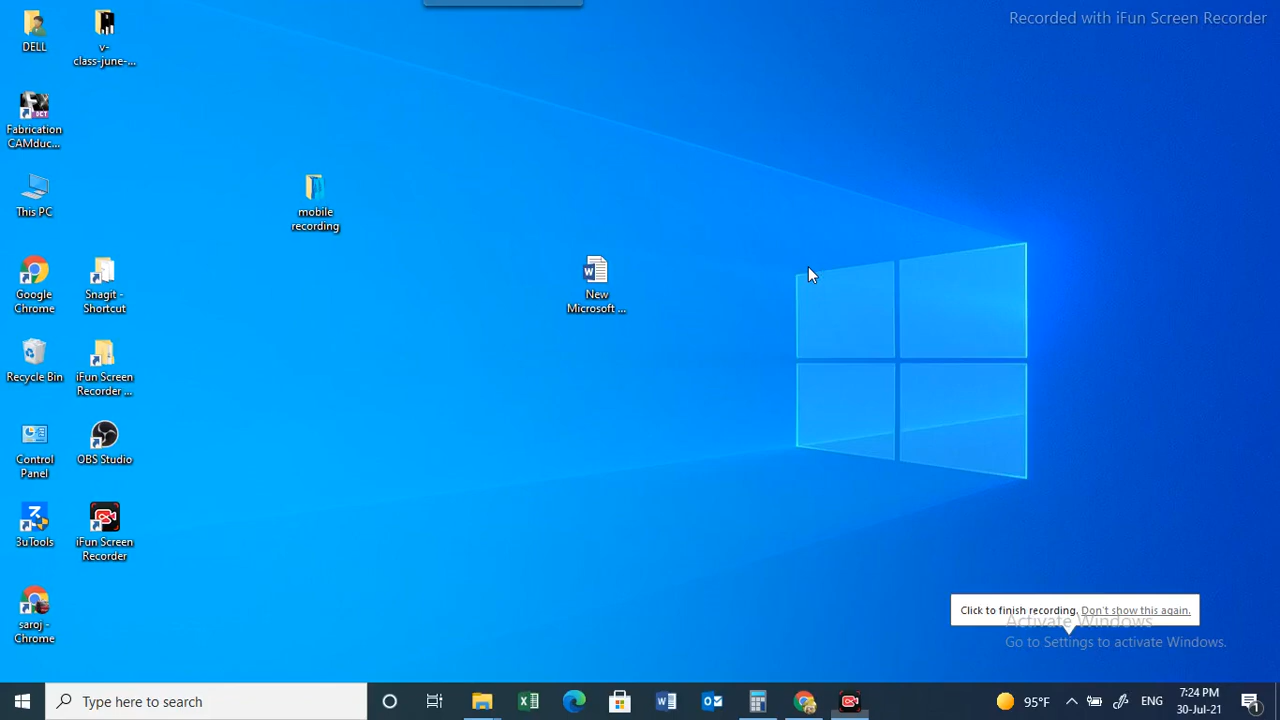 Recorded with iFun Screen Recorder
DELL
v-
class-june-...
Fabrication
CAMduc...
This PC
mobile
recording
Google
Chrome
Snagit -
Shortcut
New
Microsoft ...
Recycle Bin
iFun Screen
Recorder ...
Control
Panel
OBS Studio
3uTools
iFun Screen
Recorder
saroj -
Chrome
Click to finish recording. Don't show this again.
Activate Windows
Go to Settings to activate Windows.
Type here to search
95°F
ENG
7:24 PM
30-Jul-21
1